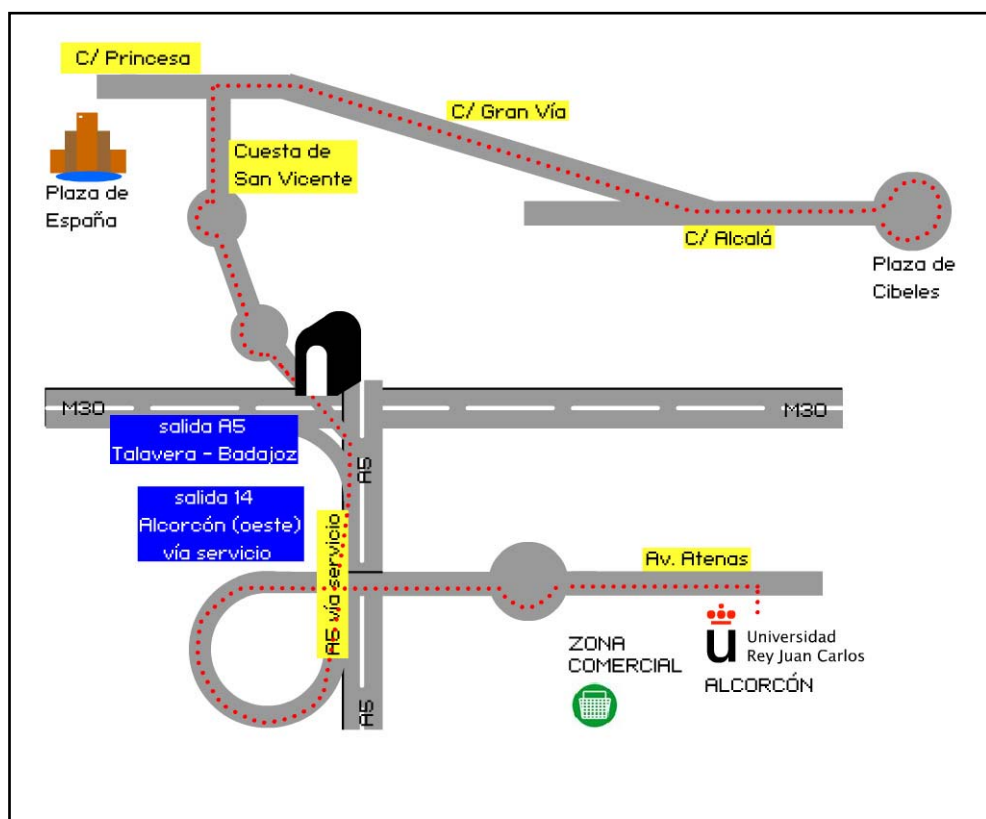 C/ Princesa
C/ Gran Vía
Cuesta de
San Vicente
Plaza de
España
C/ Alcalá
Plaza de
Cibeles
M30
M30
salida A5
Talavera - Badajoz
A5
salida 14
Alcorcón (oeste)
vía servicio
A5 vía servicio
Av. Atenas
ZONA
COMERCIAL
u Universidad
Rey Juan Carlos
ALCORCÓN
A5